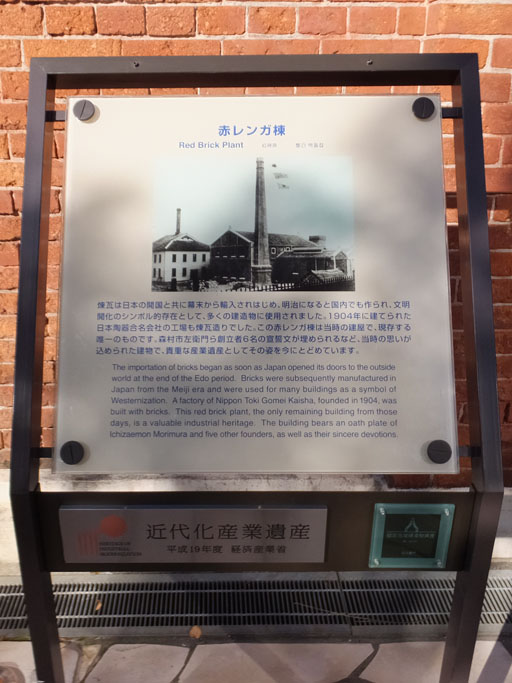 赤レンガ棟
Red Brick Plant
煉瓦は日本の開国と共に幕末から輸入されはじめ、明治になると国内でも作られ、文明
開化のシンボル的存在として、多くの建造物に使用されました。1904年に建てられた
日本陶器合名会社の工場も煉瓦造りでした。この赤レンガ棟は当時の建屋で、現存する
唯一のものです。森村市左衛門ら創立者6名の宣誓文が埋められるなど、当時の思いが
込められた建物で、貴重な産業遺産としてその姿を今にとどめています。
The importation of bricks began as soon as Japan opened its doors to the outside
world at the end of the Edo period. Bricks were subsequently manufactured in
Japan from the Meiji era and were used for many buildings as a symbol of
Westernization. A factory of Nippon Toki Gomei Kaisha, founded in 1904, was
built with bricks. This red brick plant, the only remaining building from those
days, is a valuable industrial heritage. The building bears an oath plate of
Ichizaemon Morimura and five other founders, as well as their sincere devotions.
HERITAGE OF
INDUSTRIAL
MODERNIZATION
近代化産業遺産
平成19年度 経済産業省